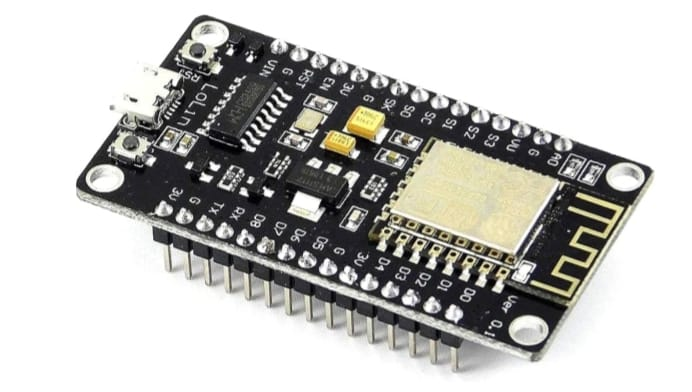 VIN
G
RST
EN
3V
G
SK
SO
SC
S1
S2
S3
VU
G
AO
RST
LoLin
3V
G
TX
RX
D8
D7
D6
D5
G
3V
D4
D3
D2
D1
D0
Ver 0.1